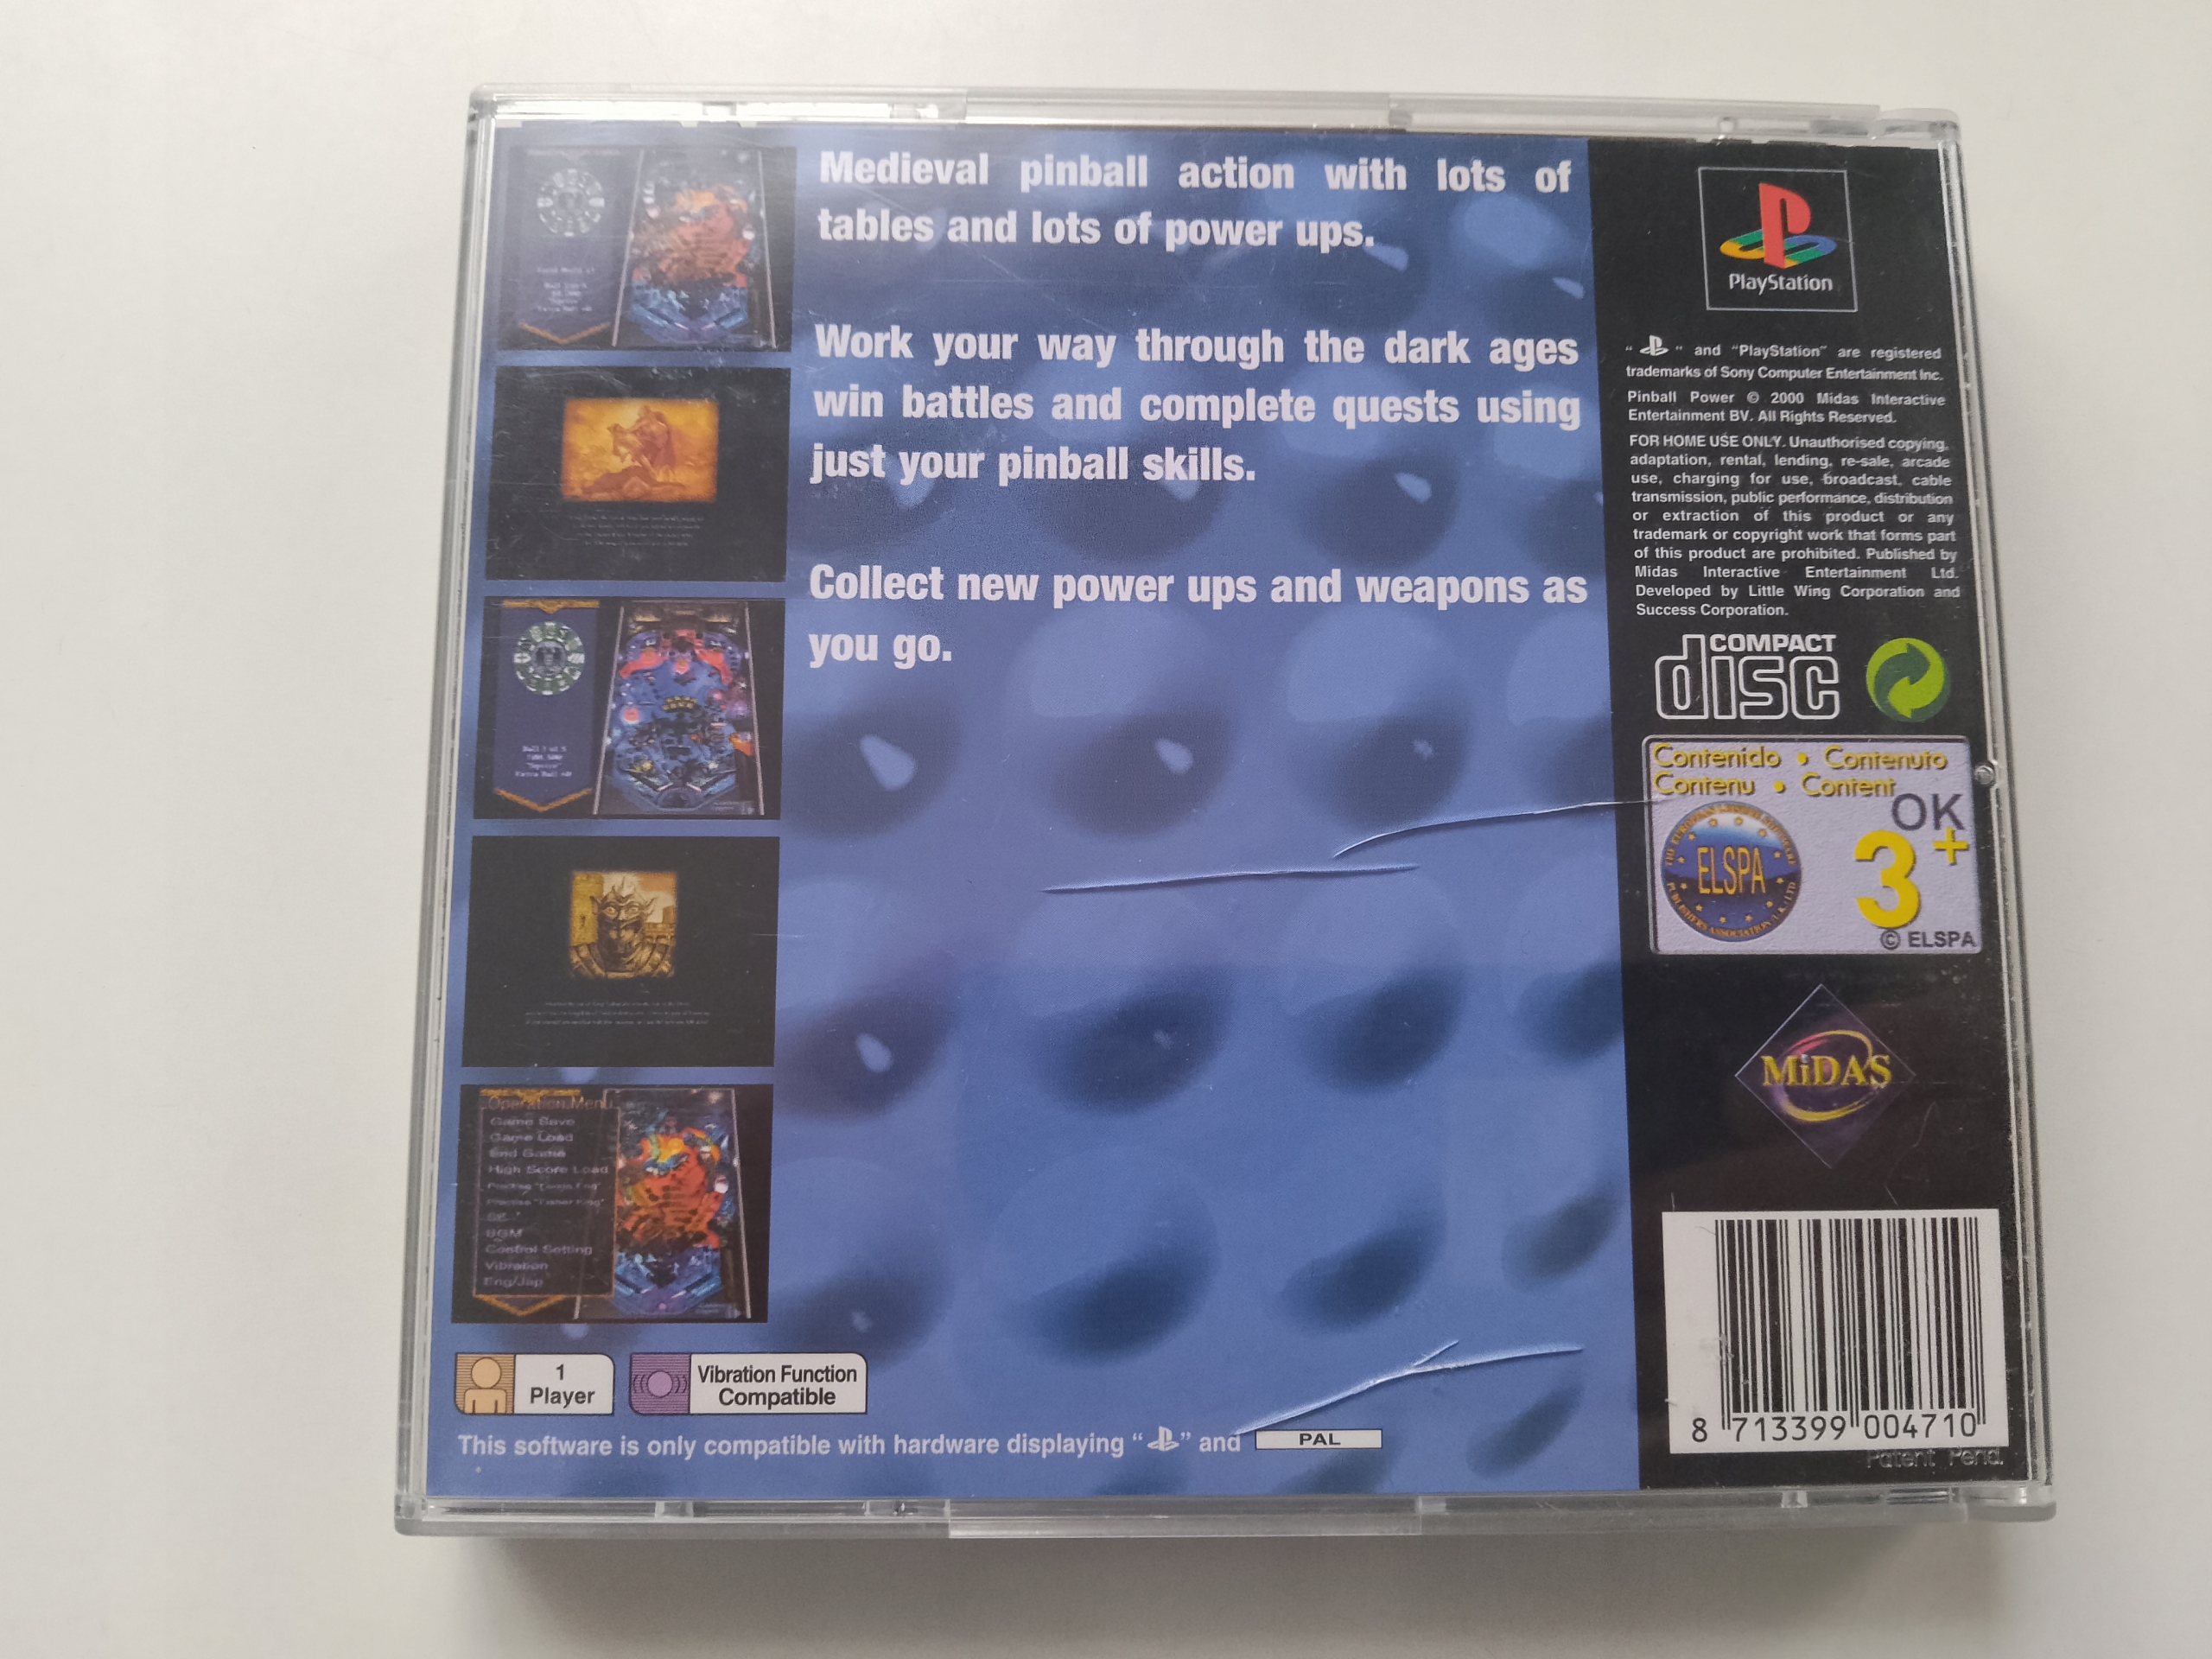 Medieval pinball action with lots of
tables and lots of power ups.
Work your way through the dark ages
win battles and complete quests using
just your pinball skills.
Collect new power ups and weapons as
you go.
Ball 1 of 5
Operation Menu
Game Save
Game Load
End Game
High Score Load
BGM
Control Setting
Vibration
Eng/Jap
1
Player
Vibration Function
Compatible
This software is only compatible with hardware displaying “ ” and PAL
PlayStation
“ ” and “PlayStation” are registered
trademarks of Sony Computer Entertainment Inc.
Pinball Power © 2000 Midas Interactive
Entertainment BV. All Rights Reserved.
FOR HOME USE ONLY. Unauthorised copying,
adaptation, rental, lending, re-sale, arcade
use, charging for use, broadcast, cable
transmission, public performance, distribution
or extraction of this product or any
trademark or copyright work that forms part
of this product are prohibited. Published by
Midas Interactive Entertainment Ltd.
Developed by Little Wing Corporation and
Success Corporation.
COMPACT
disc
Contenido • Contenuto
Contenu • Content
OK
ELSPA
3+
© ELSPA
MiDAS
8 713399 004710
Patent Pend.